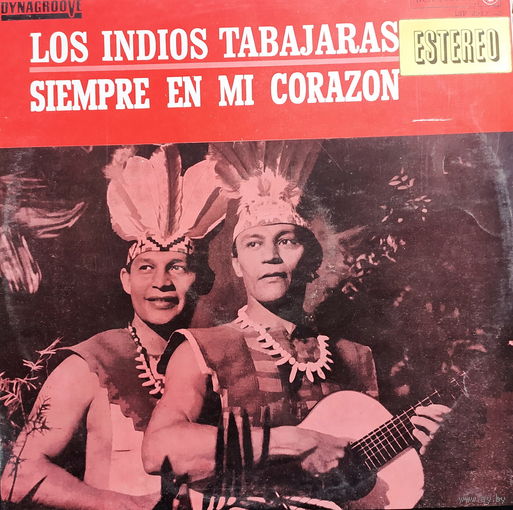 DYNAGROOVE
LOS INDIOS TABAJARAS
ESTEREO
SIEMPRE EN MI CORAZON